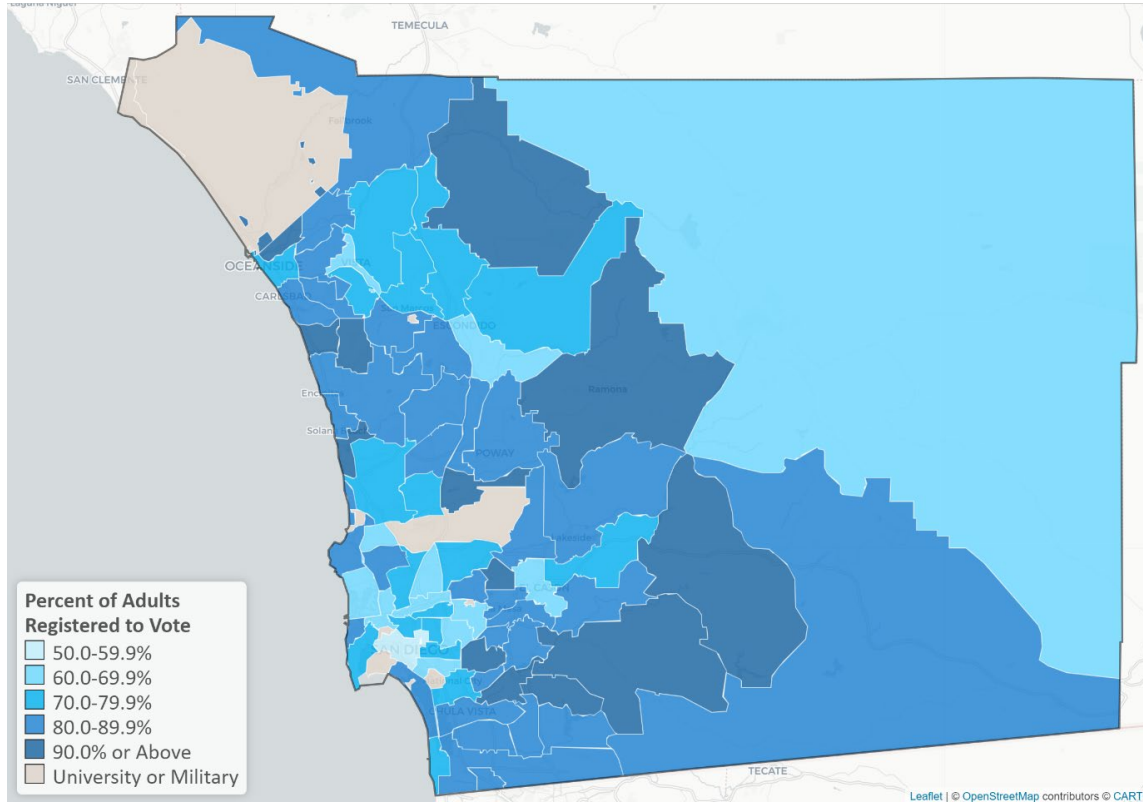 Laguna Niguel
TEMECULA
SAN CLEMENTE
Fallbrook
OCEANSIDE
VISTA
CARLSBAD
San Marcos
ESCONDIDO
Ramona
Encinitas
Solana
POWAY
Lakeside
EL CAJON
SAN DIEGO
National City
CHULA VISTA
TECATE
Percent of Adults
Registered to Vote
50.0-59.9%
60.0-69.9%
70.0-79.9%
80.0-89.9%
90.0% or Above
University or Military
Leaflet | © OpenStreetMap contributors © CART